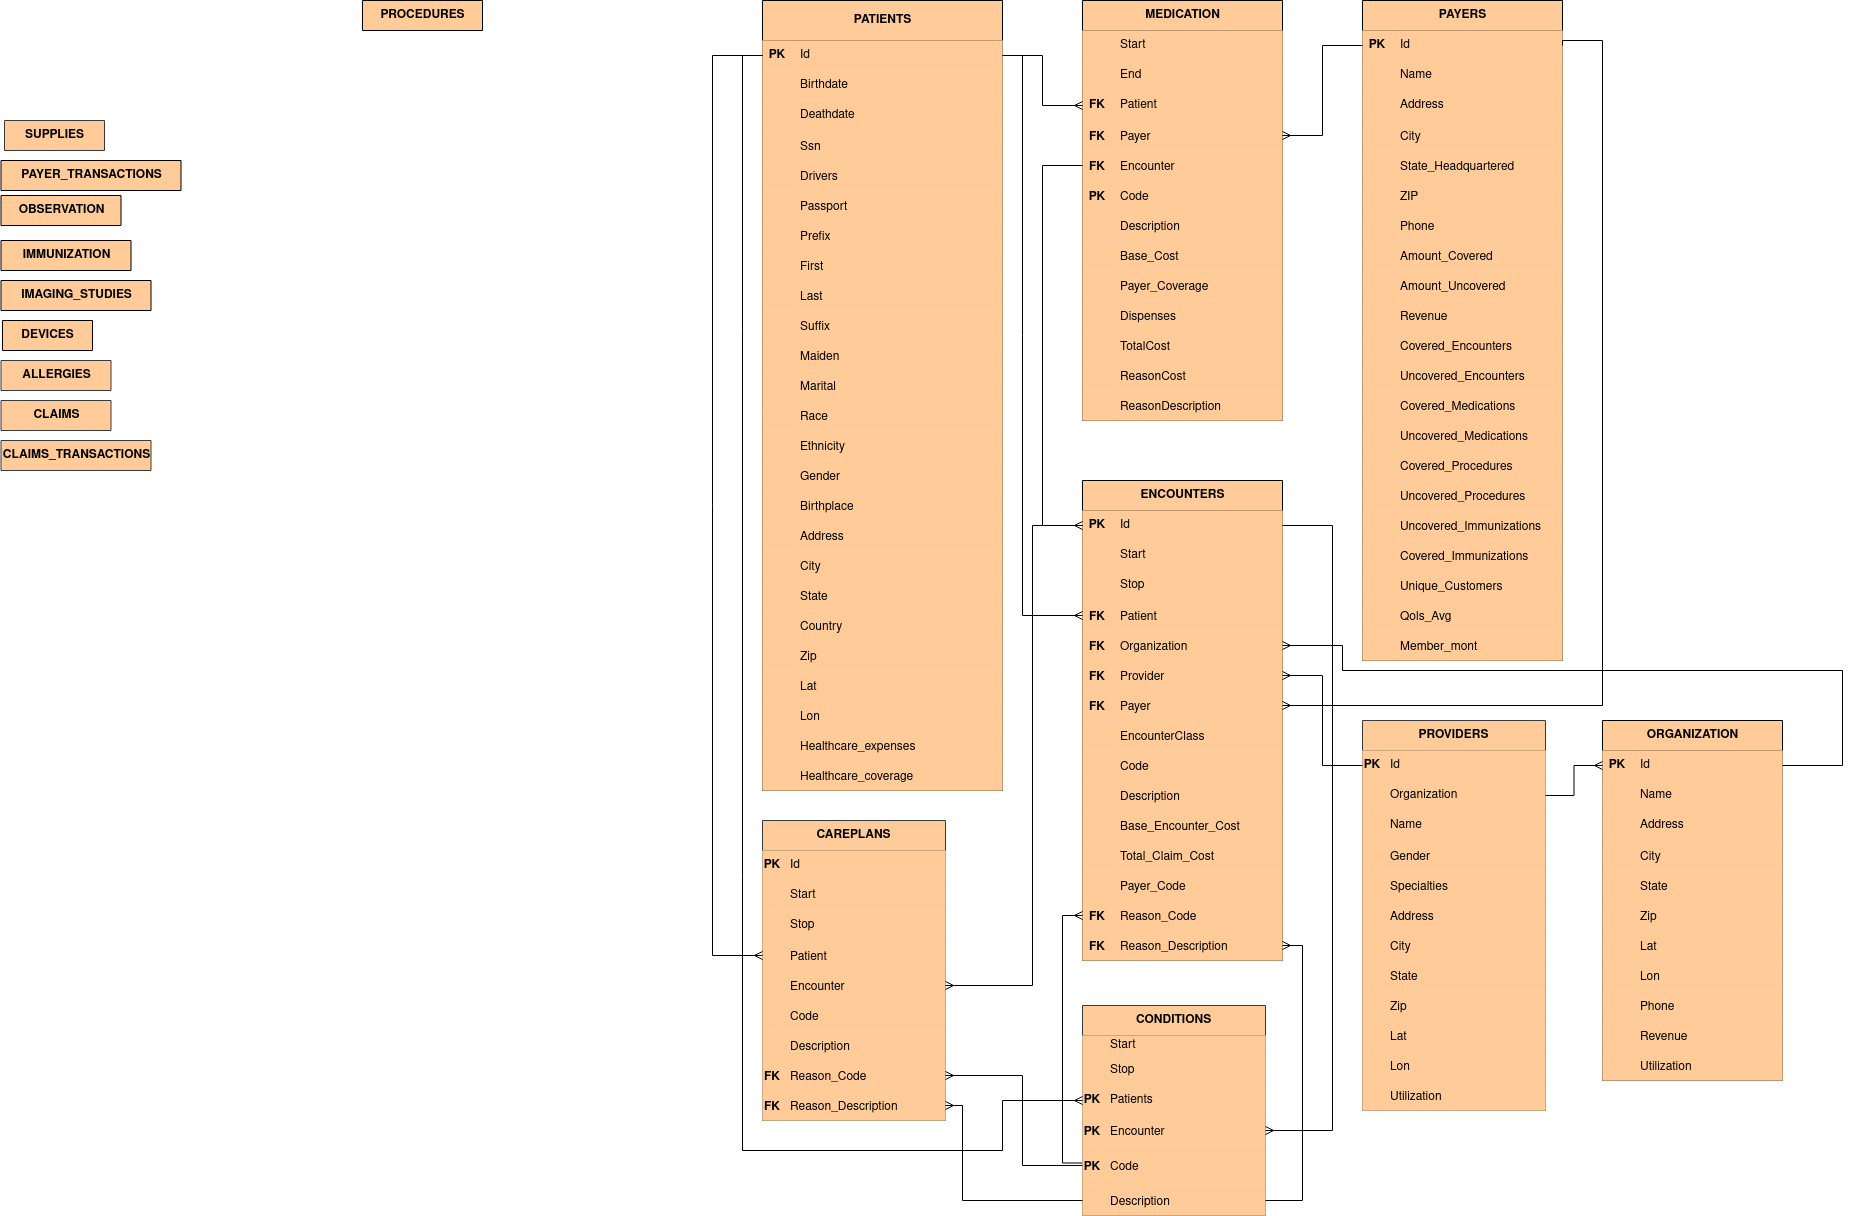 PROCEDURES
SUPPLIES
PAYER_TRANSACTIONS
OBSERVATION
IMMUNIZATION
IMAGING_STUDIES
DEVICES
ALLERGIES
CLAIMS
CLAIMS_TRANSACTIONS
PATIENTS
PK Id
Birthdate
Deathdate
Ssn
Drivers
Passport
Prefix
First
Last
Suffix
Maiden
Marital
Race
Ethnicity
Gender
Birthplace
Address
City
State
Country
Zip
Lat
Lon
Healthcare_expenses
Healthcare_coverage
CAREPLANS
PK Id
Start
Stop
Patient
Encounter
Code
Description
FK Reason_Code
FK Reason_Description
MEDICATION
Start
End
FK Patient
FK Payer
FK Encounter
PK Code
Description
Base_Cost
Payer_Coverage
Dispenses
TotalCost
ReasonCost
ReasonDescription
ENCOUNTERS
PK Id
Start
Stop
FK Patient
FK Organization
FK Provider
FK Payer
EncounterClass
Code
Description
Base_Encounter_Cost
Total_Claim_Cost
Payer_Code
FK Reason_Code
FK Reason_Description
CONDITIONS
Start
Stop
PK Patients
PK Encounter
PK Code
Description
PAYERS
PK Id
Name
Address
City
State_Headquartered
ZIP
Phone
Amount_Covered
Amount_Uncovered
Revenue
Covered_Encounters
Uncovered_Encounters
Covered_Medications
Uncovered_Medications
Covered_Procedures
Uncovered_Procedures
Uncovered_Immunizations
Covered_Immunizations
Unique_Customers
Qols_Avg
Member_mont
PROVIDERS
PK Id
Organization
Name
Gender
Specialties
Address
City
State
Zip
Lat
Lon
Utilization
ORGANIZATION
PK Id
Name
Address
City
State
Zip
Lat
Lon
Phone
Revenue
Utilization